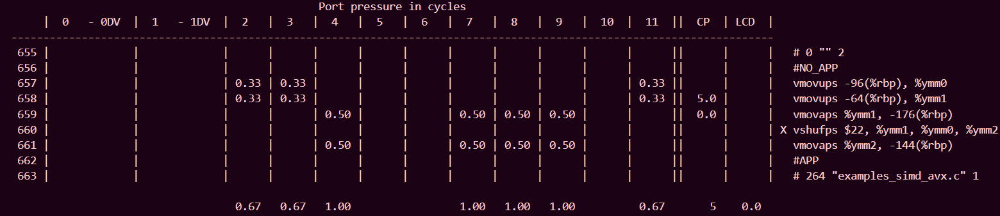 Port pressure in cycles
| 0 - 0DV | 1 - 1DV | 2 | 3 | 4 | 5 | 6 | 7 | 8 | 9 | 10 | 11 || CP | LCD |
-------------------------------------------------------------------------------------------------------------------------
655 | | | | | | | | | | | || | | # 0 "" 2
656 | | | | | | | | | | | || | | #NO_APP
657 | | | 0.33 | 0.33 | | | | | | | | 0.33 || | | vmovups -96(%rbp), %ymm0
658 | | | 0.33 | 0.33 | | | | | | | | 0.33 || 5.0 | | vmovups -64(%rbp), %ymm1
659 | | | | | 0.50 | | | 0.50 | 0.50 | 0.50 | | || 0.0 | | vmovaps %ymm1, -176(%rbp)
660 | | | | | | | | | | | | || | | X vshufps $22, %ymm1, %ymm0, %ymm2
661 | | | | | 0.50 | | | 0.50 | 0.50 | 0.50 | | || | | vmovaps %ymm2, -144(%rbp)
662 | | | | | | | | | | | | || | | #APP
663 | | | | | | | | | | | | || | | # 264 "examples_simd_avx.c" 1
0.67 0.67 1.00 1.00 1.00 1.00 0.67 5 0.0